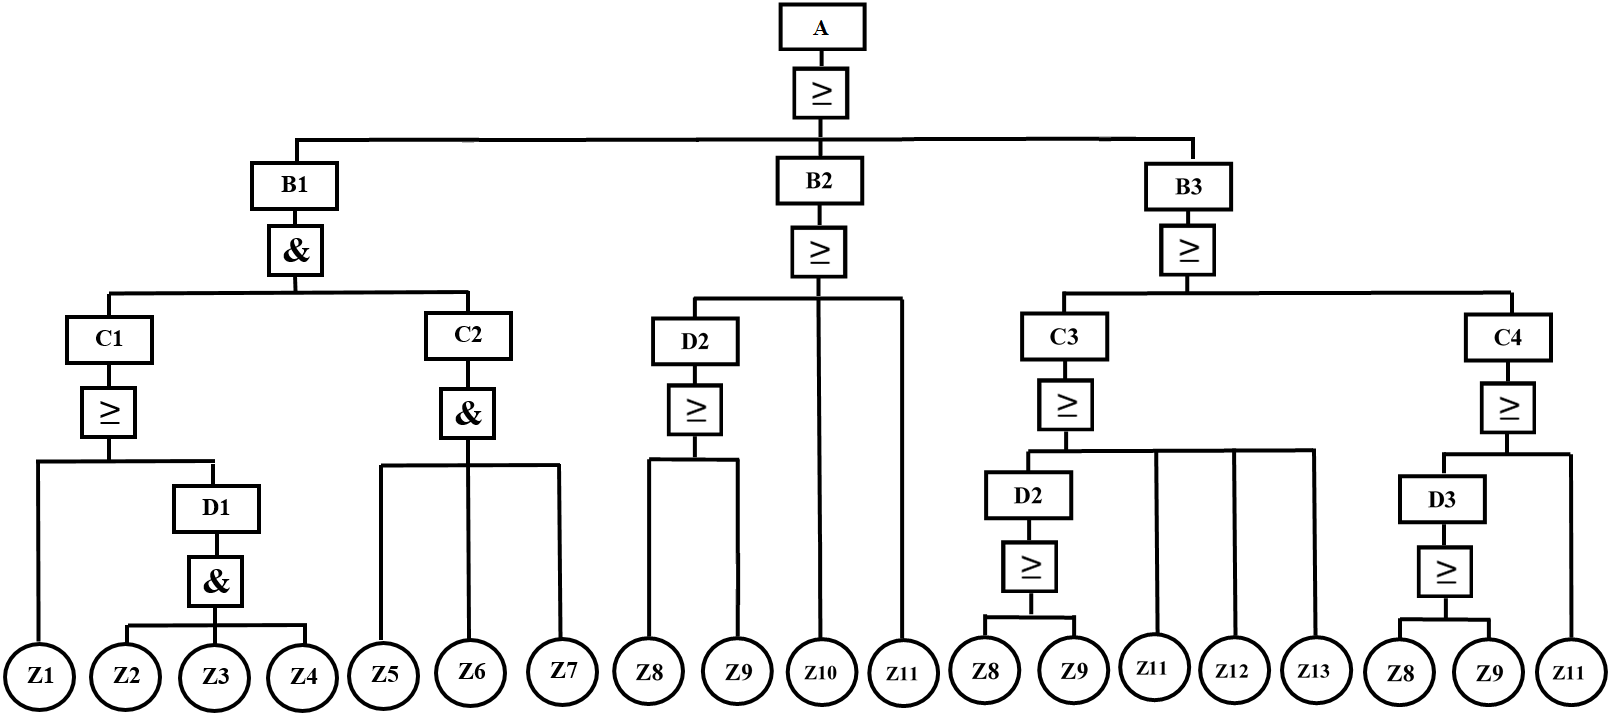 A
≥
B1
B2
B3
&
≥
≥
C1
C2
D2
C3
C4
≥
&
≥
≥
≥
D1
D2
D3
&
≥
≥
Z1
Z2
Z3
Z4
Z5
Z6
Z7
Z8
Z9
Z10
Z11
Z8
Z9
Z11
Z12
Z13
Z8
Z9
Z11